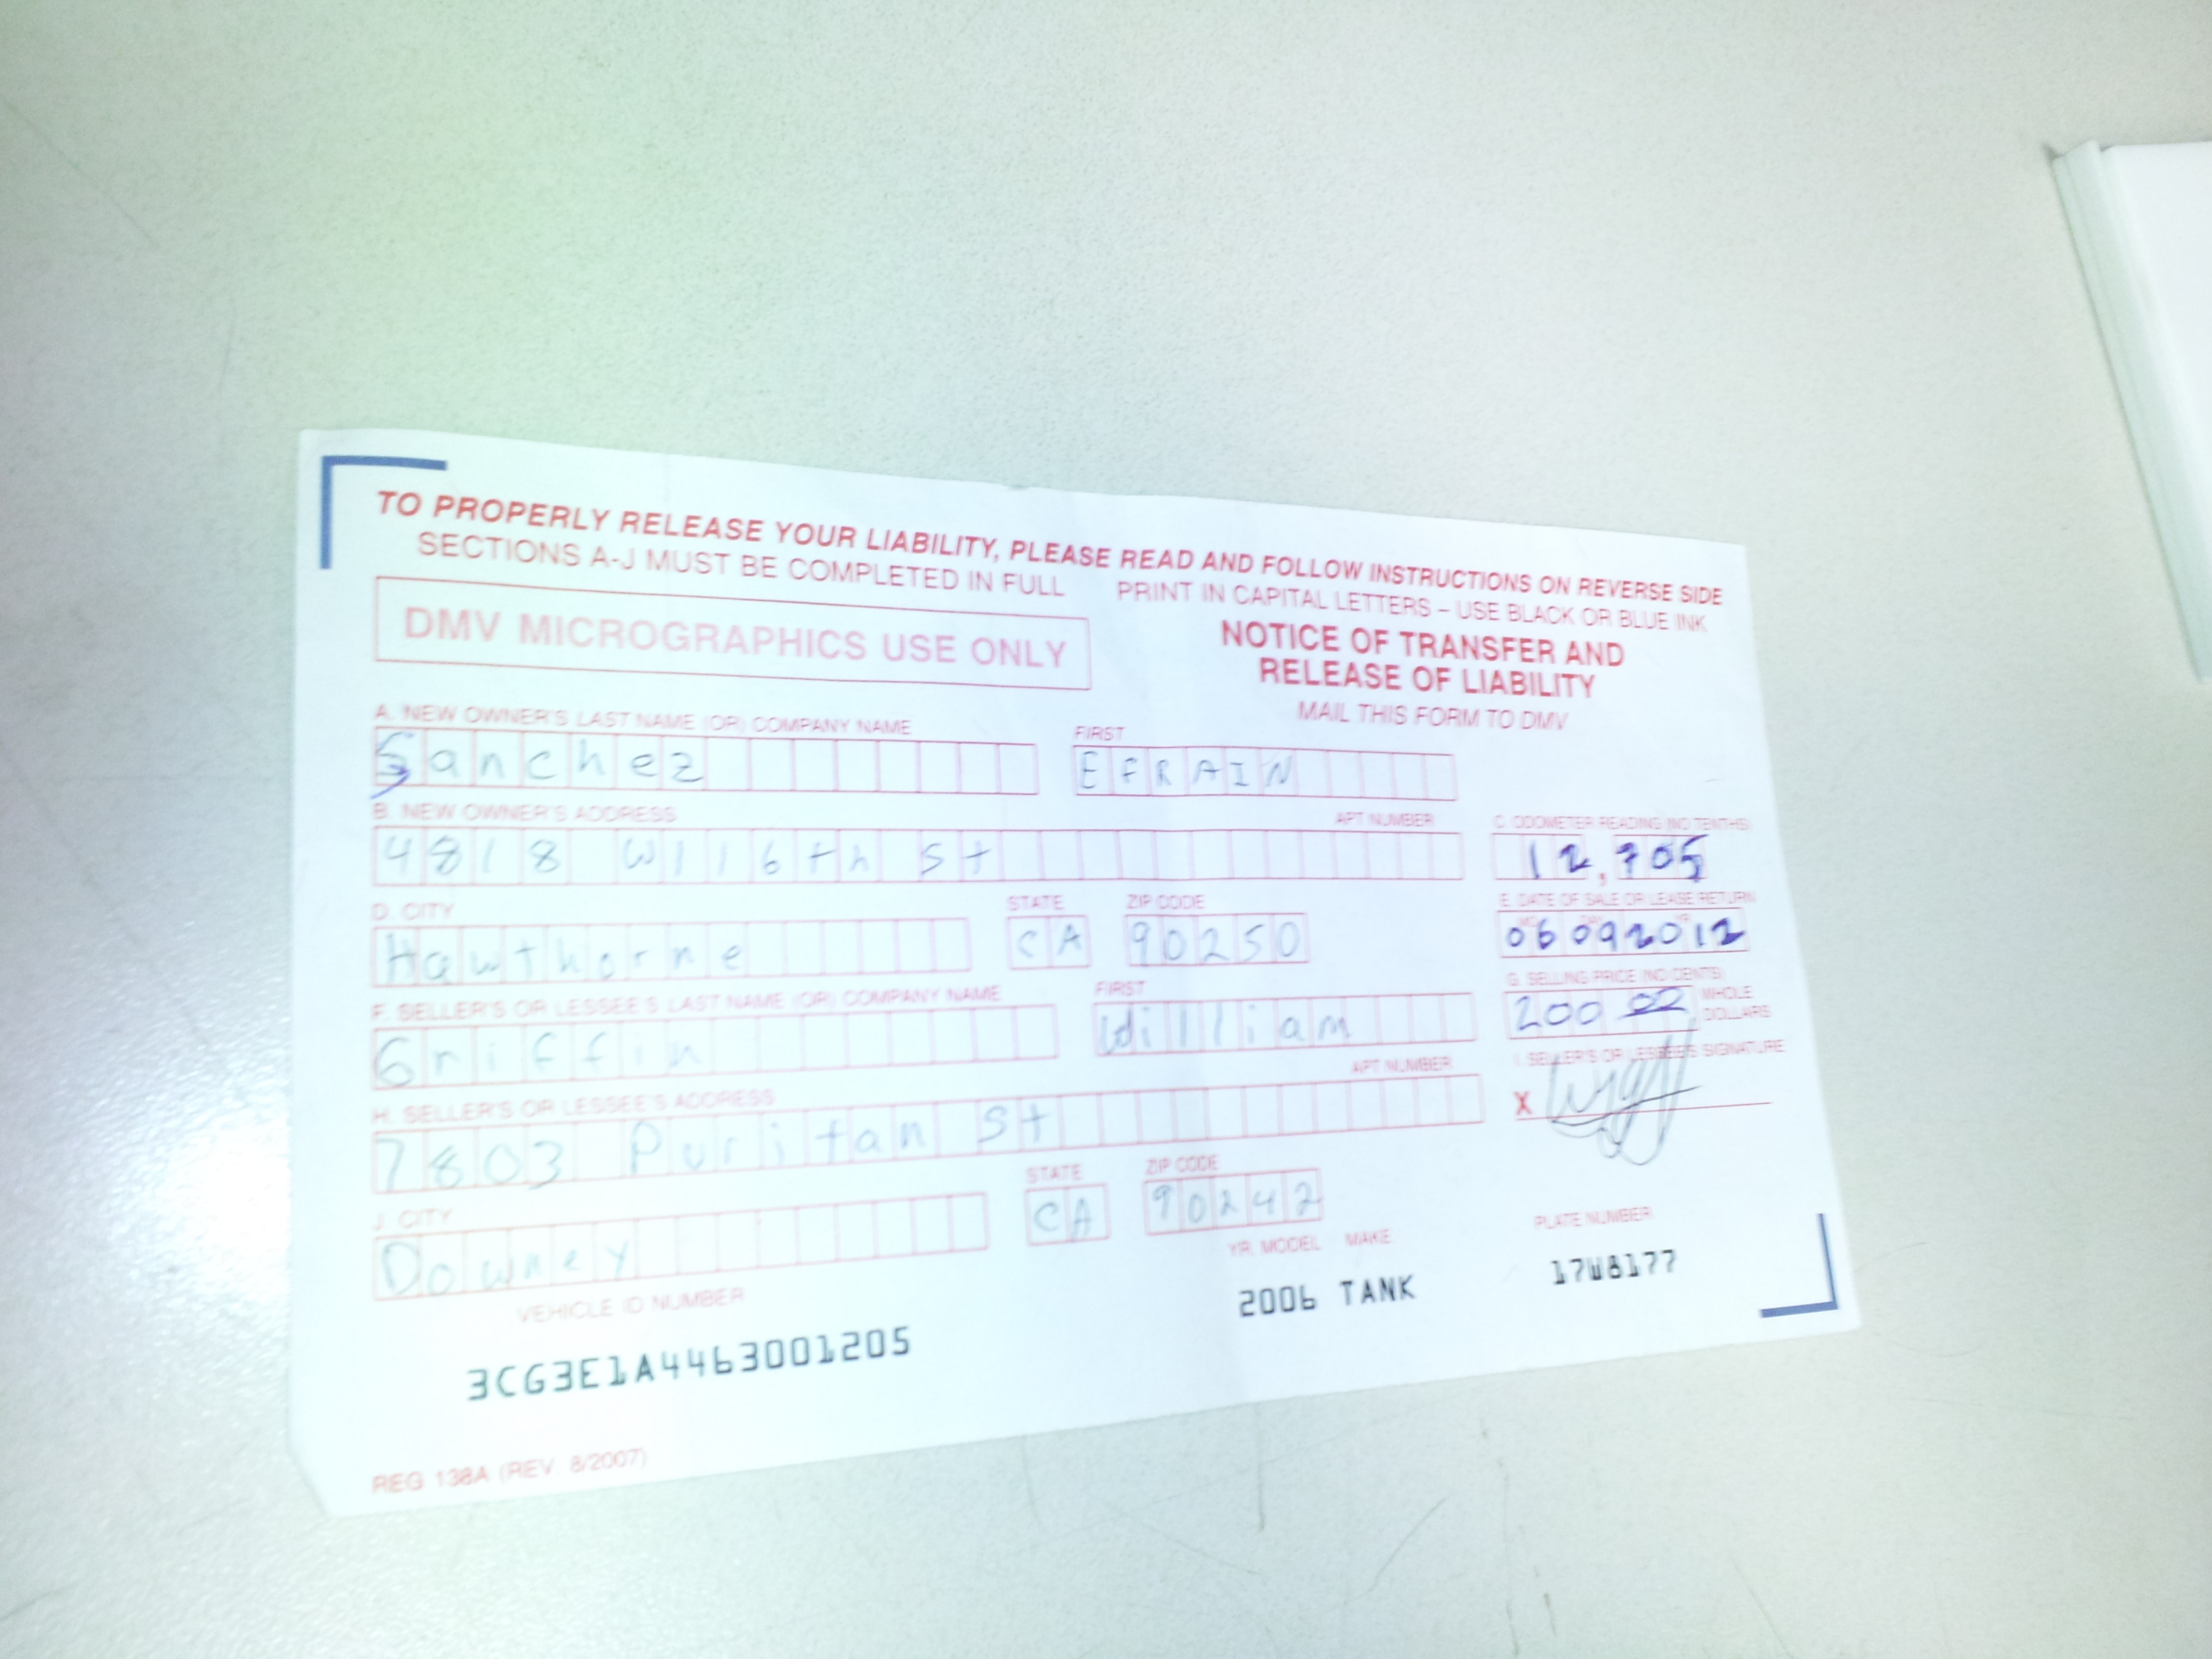 TO PROPERLY RELEASE YOUR LIABILITY, PLEASE READ AND FOLLOW INSTRUCTIONS ON REVERSE SIDE
SECTIONS A-J MUST BE COMPLETED IN FULL PRINT IN CAPITAL LETTERS – USE BLACK OR BLUE INK
DMV MICROGRAPHICS USE ONLY
NOTICE OF TRANSFER AND
RELEASE OF LIABILITY
MAIL THIS FORM TO DMV
A. NEW OWNER'S LAST NAME (OR) COMPANY NAME FIRST
Sanchez EFRAIN
B. NEW OWNER'S ADDRESS APT NUMBER C. ODOMETER READING (NO TENTHS)
4818 W 116th St 12,705
D. CITY STATE ZIP CODE E. DATE OF SALE OR LEASE RETURN
Hawthorne CA 90250 06 09 2012
F. SELLER'S OR LESSEE'S LAST NAME (OR) COMPANY NAME FIRST G. SELLING PRICE (NO CENTS)
Griffin William 200 00 WHOLE DOLLARS
H. SELLER'S OR LESSEE'S ADDRESS APT NUMBER I. SELLER'S OR LESSEE'S SIGNATURE
7803 Puritan St X
J. CITY STATE ZIP CODE
Downey CA 90242
VEHICLE ID NUMBER YR MODEL MAKE PLATE NUMBER
3CG3E1A4463001205 2006 TANK 17W8177
REG 138A (REV. 8/2007)